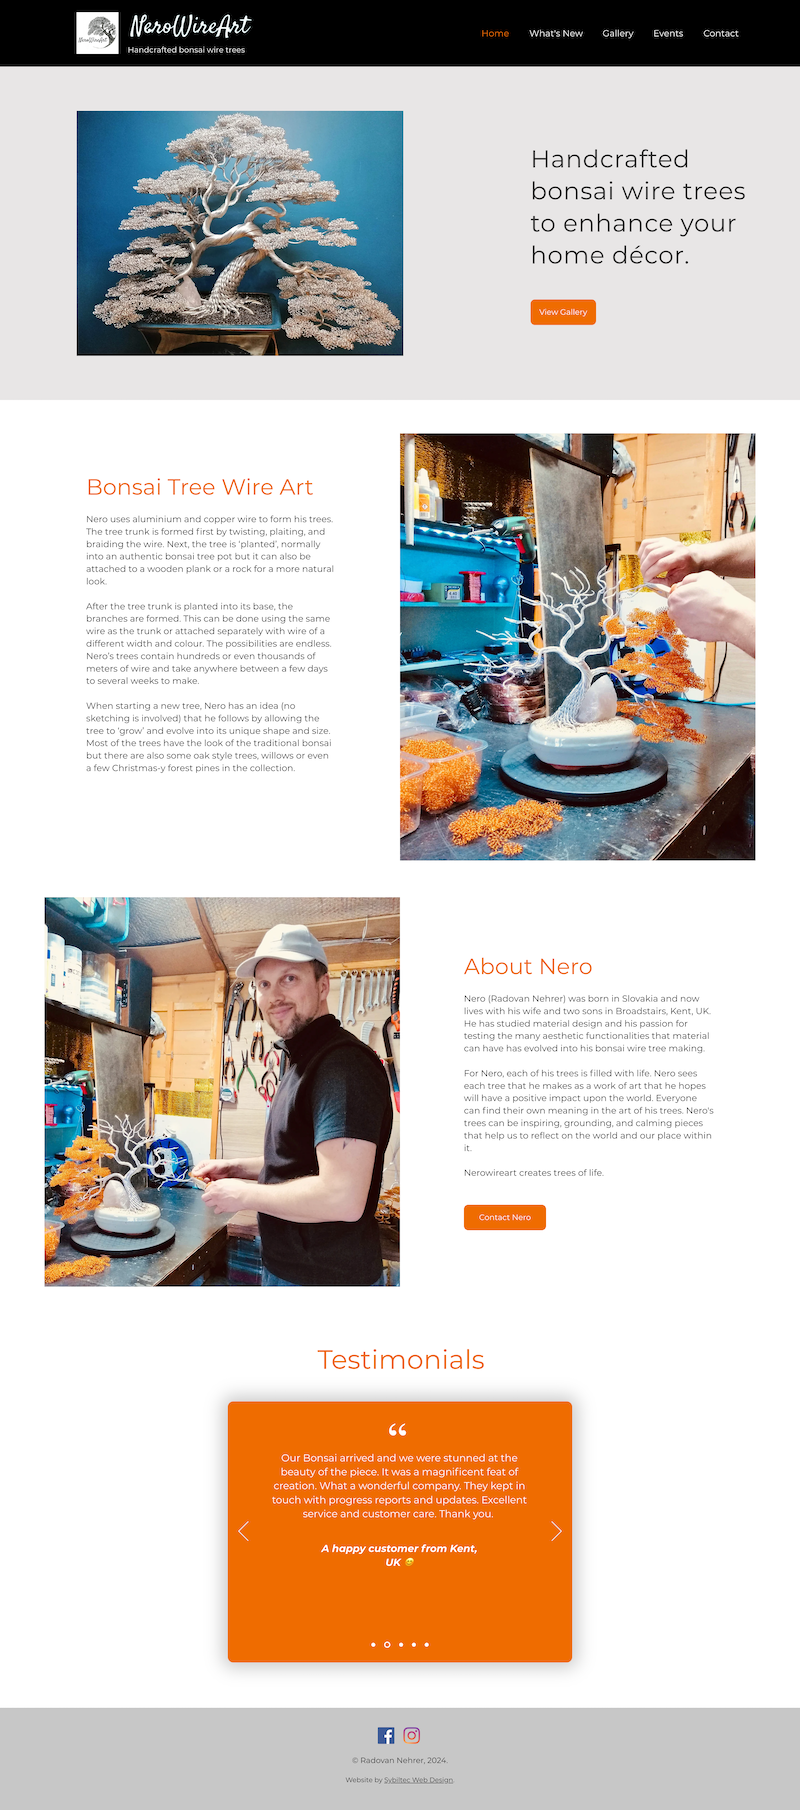 NeroWireArt
NeroWireArt
Handcrafted bonsai wire trees
Home
What's New
Gallery
Events
Contact
Handcrafted
bonsai wire trees
to enhance your
home décor.
View Gallery
Bonsai Tree Wire Art
Nero uses aluminium and copper wire to form his trees.
The tree trunk is formed first by twisting, plaiting, and
braiding the wire. Next, the tree is ‘planted’, normally
into an authentic bonsai tree pot but it can also be
attached to a wooden plank or a rock for a more natural
look.
After the tree trunk is planted into its base, the
branches are formed. This can be done using the same
wire as the trunk or attached separately with wire of a
different width and colour. The possibilities are endless.
Nero’s trees contain hundreds or even thousands of
meters of wire and take anywhere between a few days
to several weeks to make.
When starting a new tree, Nero has an idea (no
sketching is involved) that he follows by allowing the
tree to ‘grow’ and evolve into its unique shape and size.
Most of the trees have the look of the traditional bonsai
but there are also some oak style trees, willows or even
a few Christmas-y forest pines in the collection.
About Nero
Nero (Radovan Nehrer) was born in Slovakia and now
lives with his wife and two sons in Broadstairs, Kent, UK.
He has studied material design and his passion for
testing the many aesthetic functionalities that material
can have has evolved into his bonsai wire tree making.
For Nero, each of his trees is filled with life. Nero sees
each tree that he makes as a work of art that he hopes
will have a positive impact upon the world. Everyone
can find their own meaning in the art of his trees. Nero's
trees can be inspiring, grounding, and calming pieces
that help us to reflect on the world and our place within
it.
Nerowireart creates trees of life.
Contact Nero
Testimonials
“
Our Bonsai arrived and we were stunned at the
beauty of the piece. It was a magnificent feat of
creation. What a wonderful company. They kept in
touch with progress reports and updates. Excellent
service and customer care. Thank you.
A happy customer from Kent,
UK 😊
© Radovan Nehrer, 2024.
Website by Sybiltec Web Design.